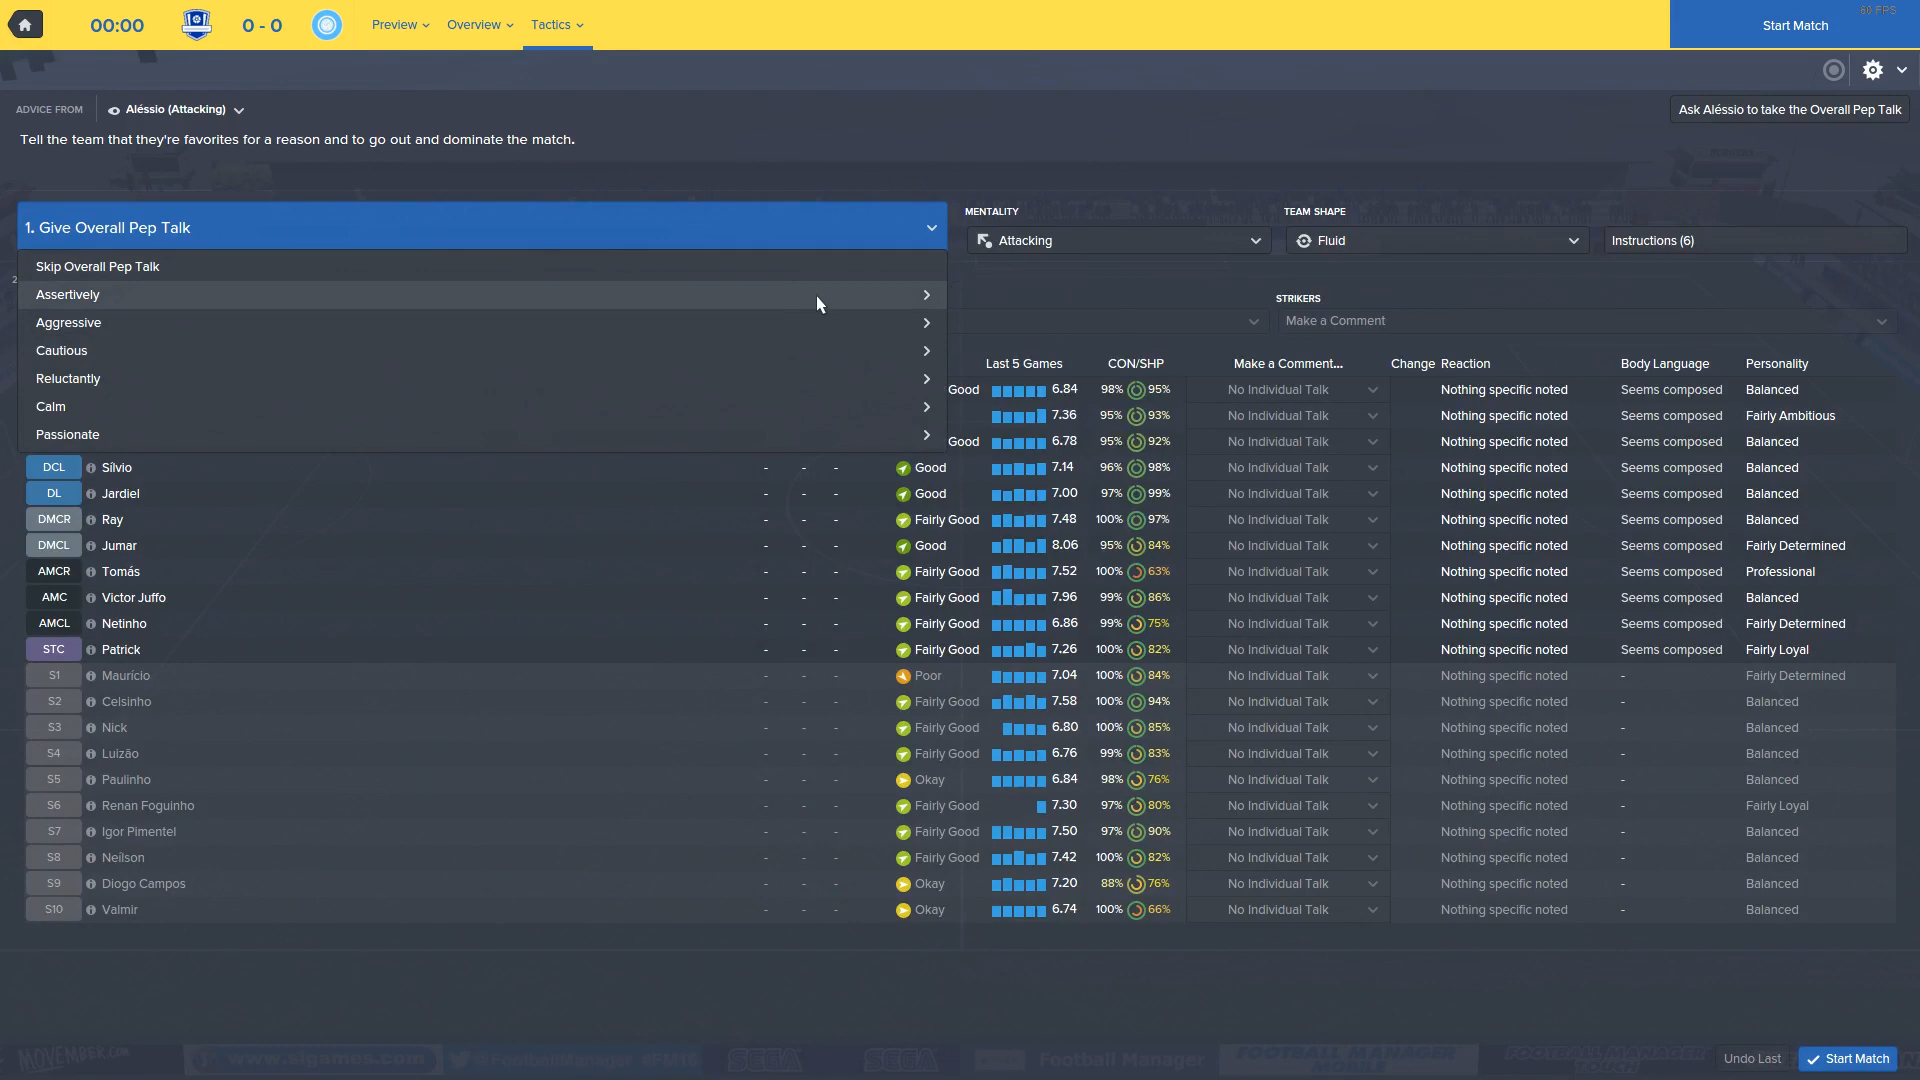 00:00 0 - 0 Preview Overview Tactics Start Match
60 FPS
ADVICE FROM Aléssio (Attacking) Ask Aléssio to take the Overall Pep Talk
Tell the team that they're favorites for a reason and to go out and dominate the match.
1. Give Overall Pep Talk
MENTALITY TEAM SHAPE
Attacking Fluid Instructions (6)
Skip Overall Pep Talk
Assertively
Aggressive
Cautious
Reluctantly
Calm
Passionate
STRIKERS
Make a Comment
Last 5 Games CON/SHP Make a Comment... Change Reaction Body Language Personality
Good 6.84 98% 95% No Individual Talk Nothing specific noted Seems composed Balanced
7.36 95% 93% No Individual Talk Nothing specific noted Seems composed Fairly Ambitious
Good 6.78 95% 92% No Individual Talk Nothing specific noted Seems composed Balanced
DCL Sílvio - - - Good 7.14 96% 98% No Individual Talk Nothing specific noted Seems composed Balanced
DL Jardiel - - - Good 7.00 97% 99% No Individual Talk Nothing specific noted Seems composed Balanced
DMCR Ray - - - Fairly Good 7.48 100% 97% No Individual Talk Nothing specific noted Seems composed Balanced
DMCL Jumar - - - Good 8.06 95% 84% No Individual Talk Nothing specific noted Seems composed Fairly Determined
AMCR Tomás - - - Fairly Good 7.52 100% 63% No Individual Talk Nothing specific noted Seems composed Professional
AMC Victor Juffo - - - Fairly Good 7.96 99% 86% No Individual Talk Nothing specific noted Seems composed Balanced
AMCL Netinho - - - Fairly Good 6.86 99% 75% No Individual Talk Nothing specific noted Seems composed Fairly Determined
STC Patrick - - - Fairly Good 7.26 100% 82% No Individual Talk Nothing specific noted Seems composed Fairly Loyal
S1 Maurício - - - Poor 7.04 100% 84% No Individual Talk Nothing specific noted - Fairly Determined
S2 Celsinho - - - Fairly Good 7.58 100% 94% No Individual Talk Nothing specific noted - Balanced
S3 Nick - - - Fairly Good 6.80 100% 85% No Individual Talk Nothing specific noted - Balanced
S4 Luizão - - - Fairly Good 6.76 99% 83% No Individual Talk Nothing specific noted - Balanced
S5 Paulinho - - - Okay 6.84 98% 76% No Individual Talk Nothing specific noted - Balanced
S6 Renan Foguinho - - - Fairly Good 7.30 97% 80% No Individual Talk Nothing specific noted - Fairly Loyal
S7 Igor Pimentel - - - Fairly Good 7.50 97% 90% No Individual Talk Nothing specific noted - Balanced
S8 Neílson - - - Fairly Good 7.42 100% 82% No Individual Talk Nothing specific noted - Balanced
S9 Diogo Campos - - - Okay 7.20 88% 76% No Individual Talk Nothing specific noted - Balanced
S10 Valmir - - - Okay 6.74 100% 66% No Individual Talk Nothing specific noted - Balanced
MOVEMBER.COM www.sigames.com @FootballManager #FM16 SEGA SEGA Football Manager FOOTBALL MANAGER MOBILE FOOTBALL MANAGER TOUCH Undo Last Start Match